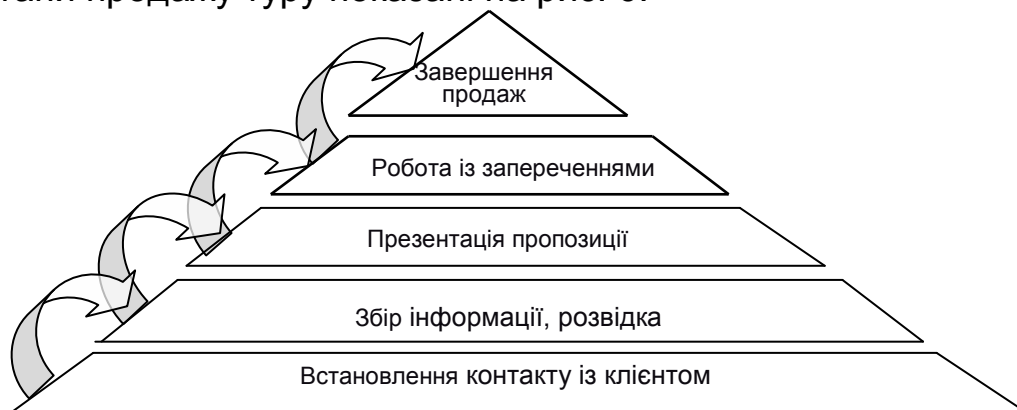 продажу туру показані на рис.
Завершення
продаж
Робота із запереченнями
Презентація пропозиції
Збір інформації, розвідка
Встановлення контакту із клієнтом